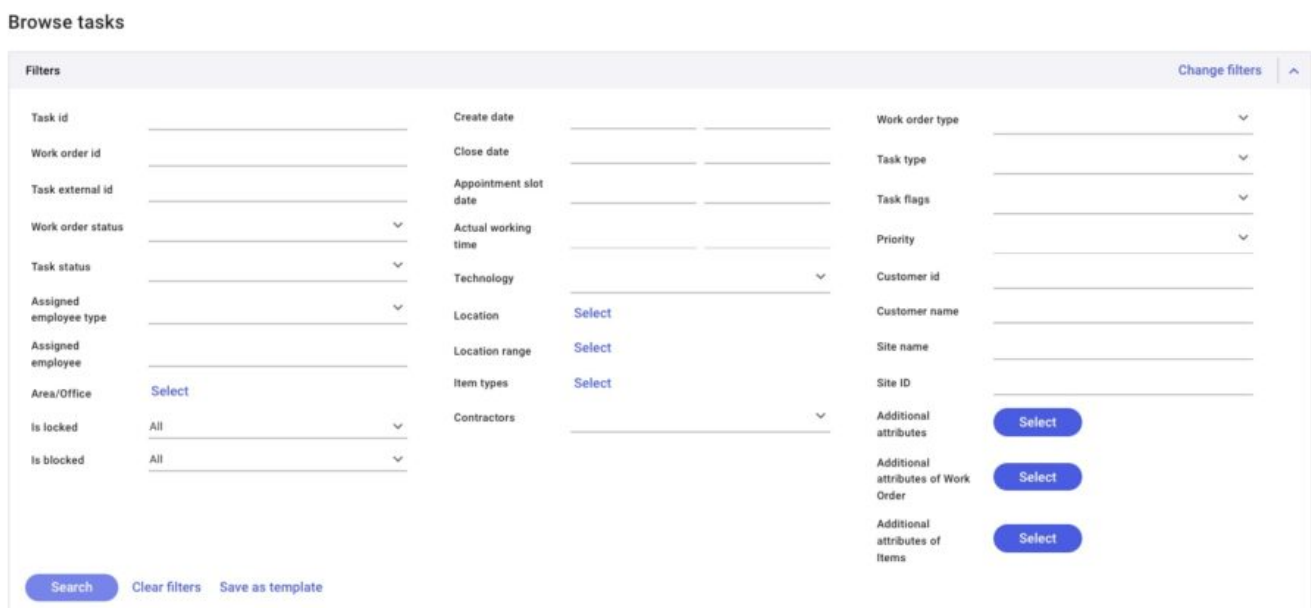 Browse tasks
Filters
Change filters
Task id
Work order id
Task external id
Work order status
Task status
Assigned
employee type
Assigned
employee
Area/Office Select
Is locked All
Is blocked All
Create date
Close date
Appointment slot
date
Actual working
time
Technology
Location Select
Location range Select
Item types Select
Contractors
Work order type
Task type
Task flags
Priority
Customer id
Customer name
Site name
Site ID
Additional
attributes
Select
Additional
attributes of Work
Order
Select
Additional
attributes of
Items
Select
Search Clear filters Save as template